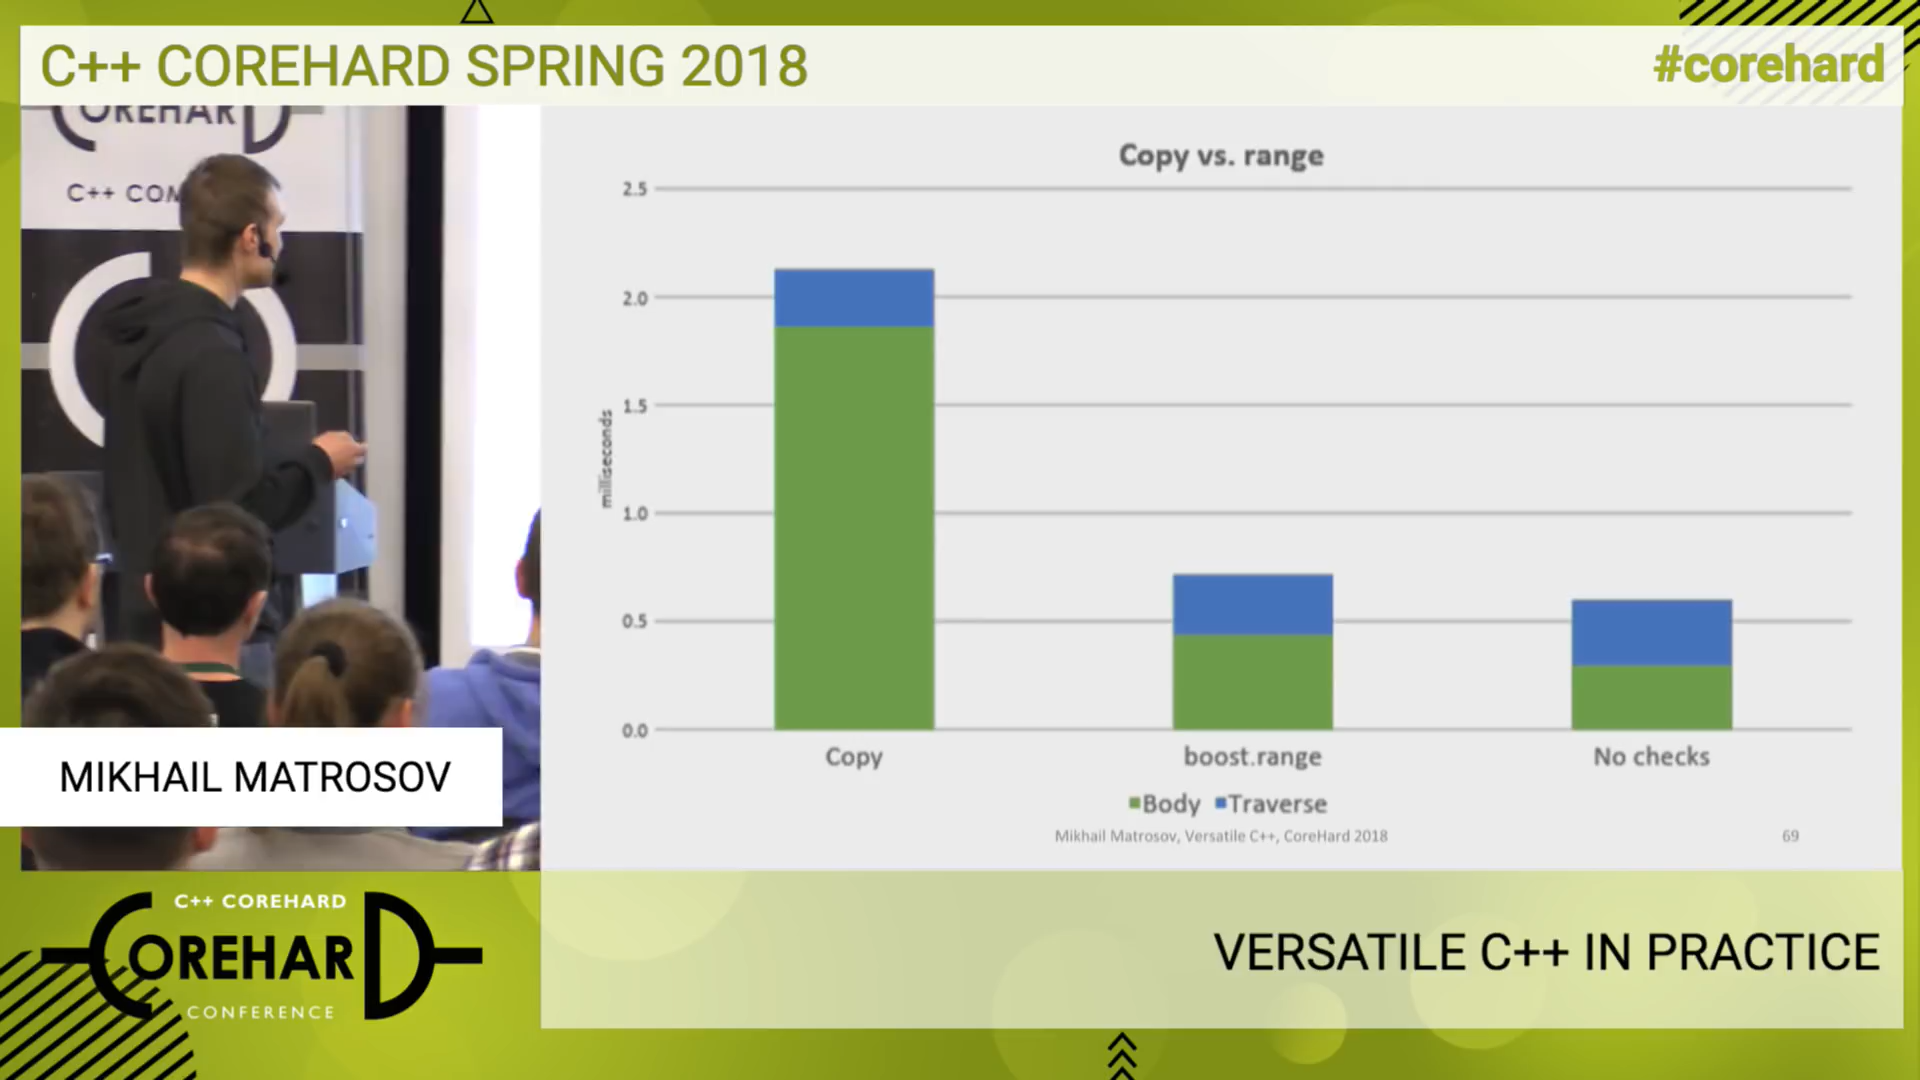 C++ COREHARD SPRING 2018
#corehard
OREHAR
C++ COM
Copy vs. range
2.5
2.0
1.5
1.0
0.5
0.0
milliseconds
Copy
boost.range
No checks
Body
Traverse
Mikhail Matrosov, Versatile C++, CoreHard 2018
69
MIKHAIL MATROSOV
C++ COREHARD
COREHARD
CONFERENCE
VERSATILE C++ IN PRACTICE